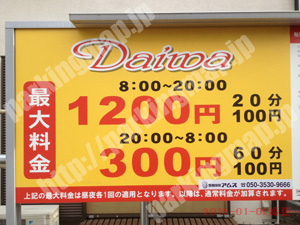 Daiwa
最大料金
8:00~20:00
1200円 20分 100円
20:00~8:00
300円 60分 100円
株式会社アムス ☎050-3530-9666
上記の最大料金は昼夜各1回の適用となります。以降は、通常料金が加算されます。